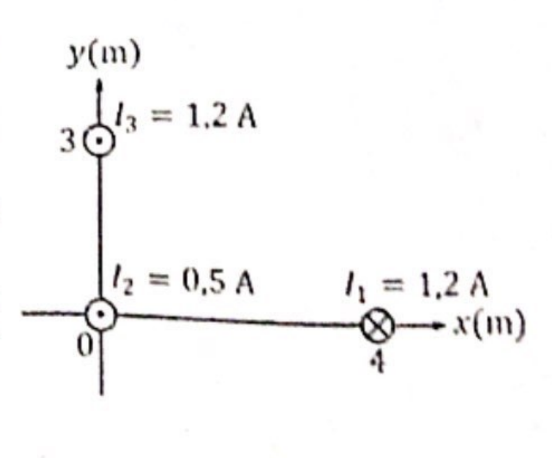 y(m)
I₃ = 1.2 A
3
I₂ = 0,5 A
I₁ = 1,2 A
x(m)
0
4